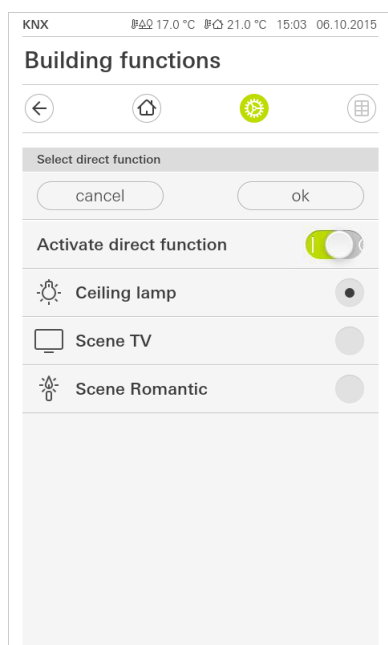 KNX 17.0 °C 21.0 °C 15:03 06.10.2015
Building functions
Select direct function
cancel ok
Activate direct function
Ceiling lamp
Scene TV
Scene Romantic